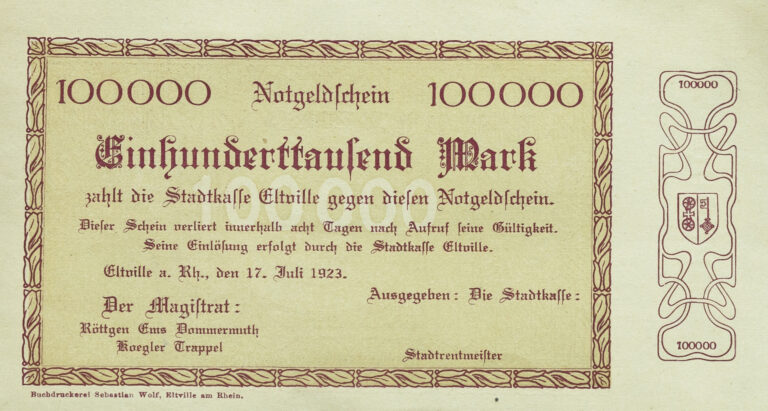 100000 Notgeldschein 100000
Einhunderttausend Mark
100000
zahlt die Stadtkasse Eltville gegen diesen Notgeldschein.
Dieser Schein verliert innerhalb acht Tagen nach Aufruf seine Gültigkeit.
Seine Einlösung erfolgt durch die Stadtkasse Eltville.
Eltville a. Rh., den 17. Juli 1923.
Der Magistrat:
Röttgen Ems Dommermuth
Koegler Trappel
Ausgegeben: Die Stadtkasse:
Stadtrentmeister
Buchdruckerei Sebastian Wolf, Eltville am Rhein.
100000
100000